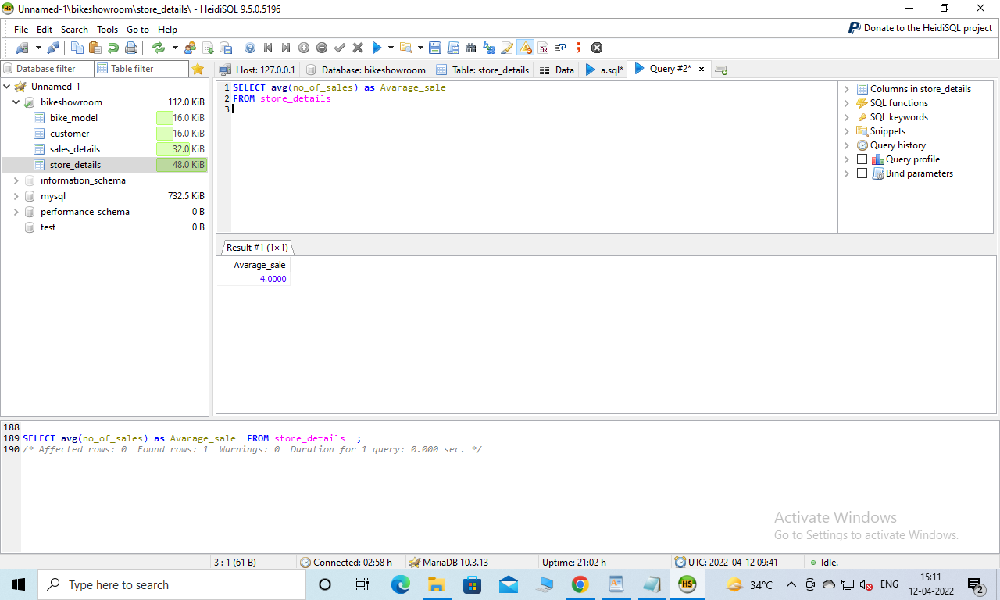 Unnamed-1\bikeshowroom\store_details\ - HeidiSQL 9.5.0.5196
File Edit Search Tools Go to Help
Donate to the HeidiSQL project
Database filter Table filter
Host: 127.0.0.1 Database: bikeshowroom Table: store_details Data a.sql* Query #2*
Unnamed-1
bikeshowroom 112.0 KiB
bike_model 16.0 KiB
customer 16.0 KiB
sales_details 32.0 KiB
store_details 48.0 KiB
information_schema
mysql 732.5 KiB
performance_schema 0 B
test 0 B
1 SELECT avg(no_of_sales) as Avarage_sale
2 FROM store_details
3
Columns in store_details
SQL functions
SQL keywords
Snippets
Query history
Query profile
Bind parameters
Result #1 (1×1)
Avarage_sale
4.0000
188
189 SELECT avg(no_of_sales) as Avarage_sale  FROM store_details  ;
190 /* Affected rows: 0  Found rows: 1  Warnings: 0  Duration for 1 query: 0.000 sec. */
Activate Windows
Go to Settings to activate Windows.
3 : 1 (61 B) Connected: 02:58 h MariaDB 10.3.13 Uptime: 21:02 h UTC: 2022-04-12 09:41 Idle.
Type here to search
HS
34°C
ENG
15:11
12-04-2022
2